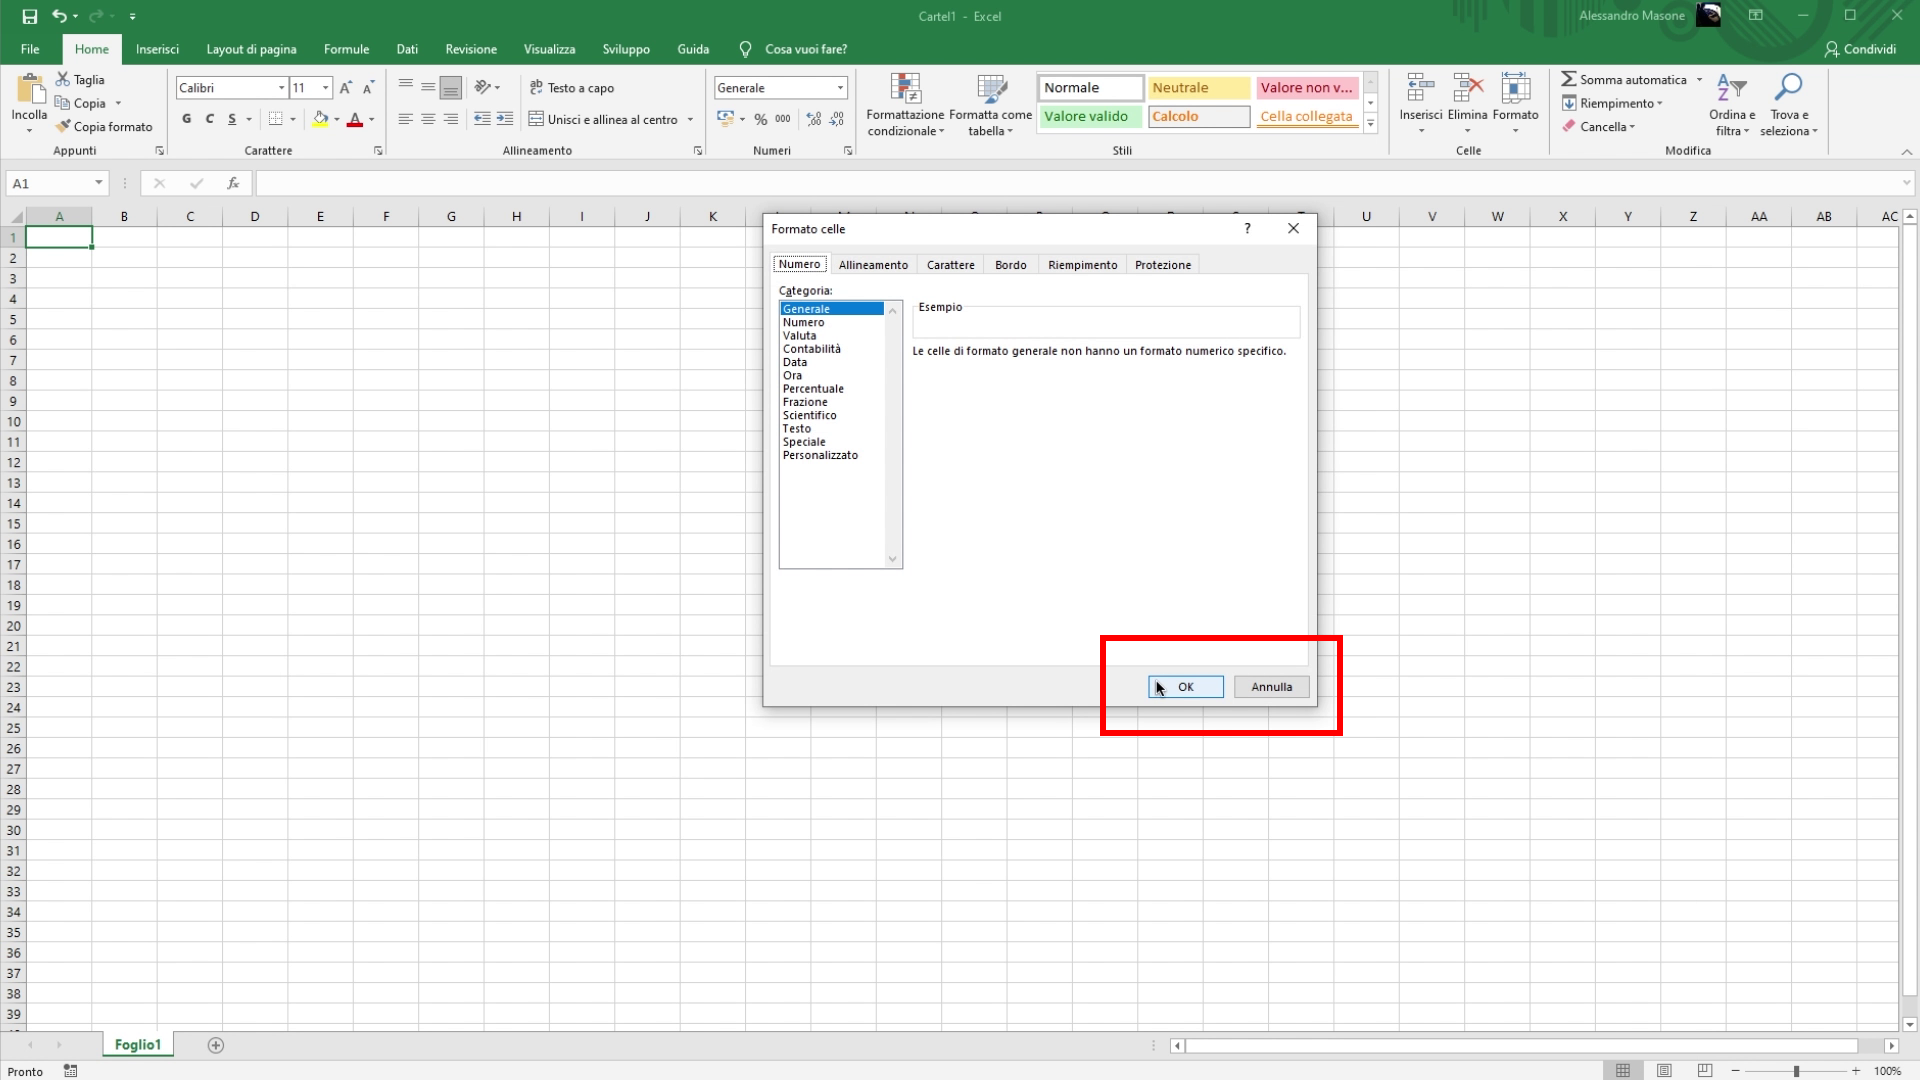 Cartel1 - Excel
Alessandro Masone
File Home Inserisci Layout di pagina Formule Dati Revisione Visualizza Sviluppo Guida Cosa vuoi fare? Condividi
Incolla
Taglia
Copia
Copia formato
Appunti
Calibri 11
G C S
Carattere
Testo a capo
Unisci e allinea al centro
Allineamento
Generale
% 000
Numeri
Formattazione condizionale
Formatta come tabella
Normale Neutrale Valore non v...
Valore valido Calcolo Cella collegata
Stili
Inserisci Elimina Formato
Celle
Somma automatica
Riempimento
Cancella
Ordina e filtra
Trova e seleziona
Modifica
A1
fx
A B C D E F G H I J K U V W X Y Z AA AB AC
1
2
3
4
5
6
7
8
9
10
11
12
13
14
15
16
17
18
19
20
21
22
23
24
25
26
27
28
29
30
31
32
33
34
35
36
37
38
39
Formato celle ?
Numero Allineamento Carattere Bordo Riempimento Protezione
Categoria:
Generale
Numero
Valuta
Contabilità
Data
Ora
Percentuale
Frazione
Scientifico
Testo
Speciale
Personalizzato
Esempio
Le celle di formato generale non hanno un formato numerico specifico.
OK Annulla
Foglio1
Pronto
100%